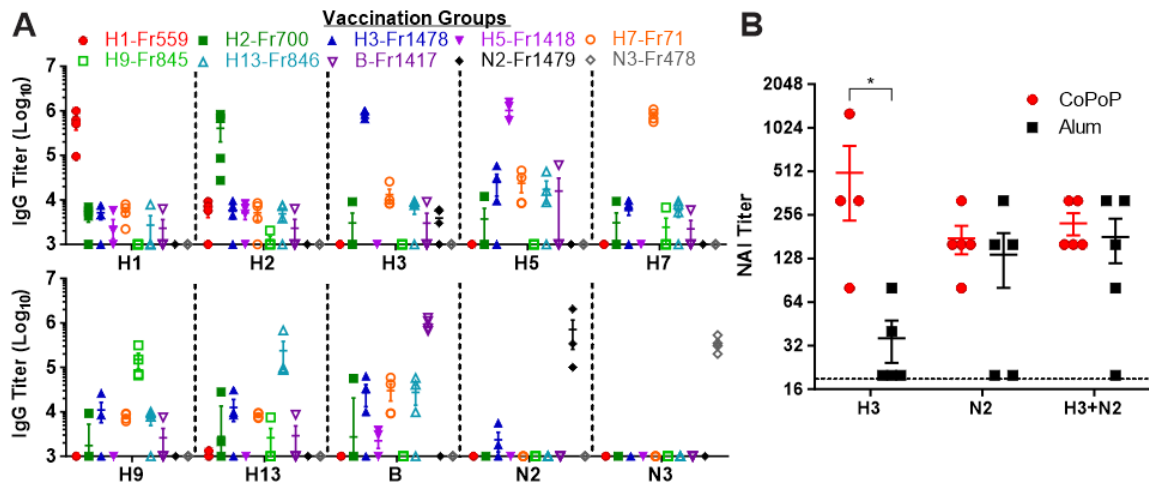 A
Vaccination Groups
H1-Fr559 H2-Fr700 H3-Fr1478 H5-Fr1418 H7-Fr71
H9-Fr845 H13-Fr846 B-Fr1417 N2-Fr1479 N3-Fr478
IgG Titer (Log10)
7
6
5
4
3
H1 H2 H3 H5 H7
IgG Titer (Log10)
7
6
5
4
3
H9 H13 B N2 N3
B
NAI Titer
2048
1024
512
256
128
64
32
16
*
CoPoP
Alum
H3 N2 H3+N2